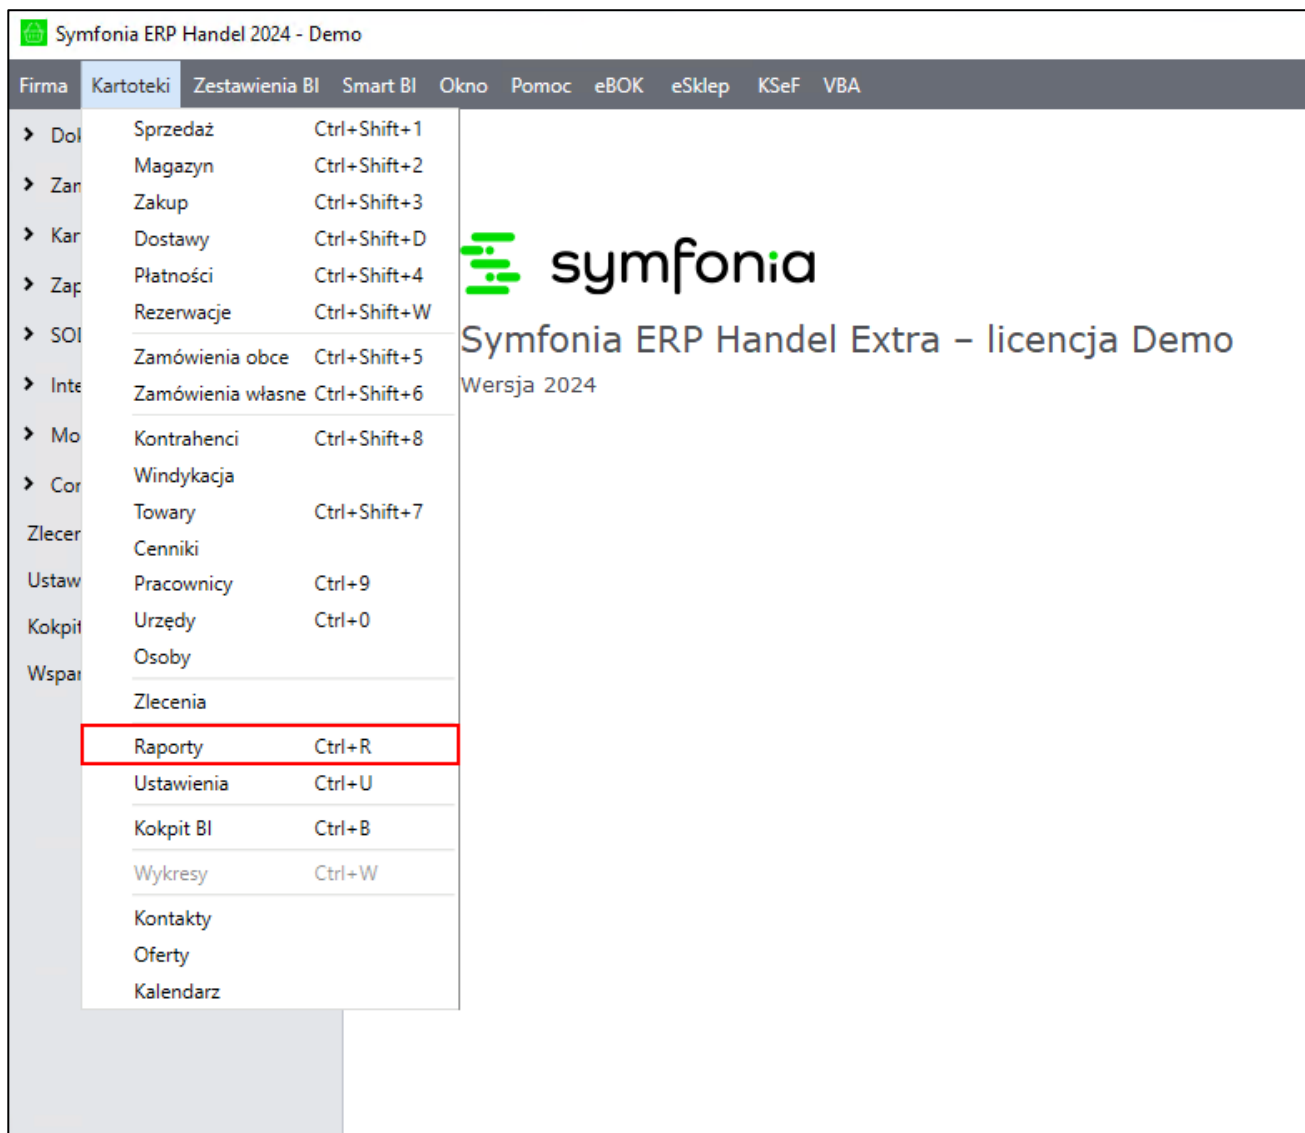 Symfonia ERP Handel 2024 - Demo
Firma Kartoteki Zestawienia BI Smart BI Okno Pomoc eBOK eSklep KSeF VBA
Sprzedaż Ctrl+Shift+1
Magazyn Ctrl+Shift+2
Zakup Ctrl+Shift+3
Dostawy Ctrl+Shift+D
Płatności Ctrl+Shift+4
Rezerwacje Ctrl+Shift+W
Zamówienia obce Ctrl+Shift+5
Zamówienia własne Ctrl+Shift+6
Kontrahenci Ctrl+Shift+8
Windykacja
Towary Ctrl+Shift+7
Cenniki
Pracownicy Ctrl+9
Urzędy Ctrl+0
Osoby
Zlecenia
Raporty Ctrl+R
Ustawienia Ctrl+U
Kokpit BI Ctrl+B
Wykresy Ctrl+W
Kontakty
Oferty
Kalendarz
Kokpit
symfonia
Symfonia ERP Handel Extra – licencja Demo
Wersja 2024